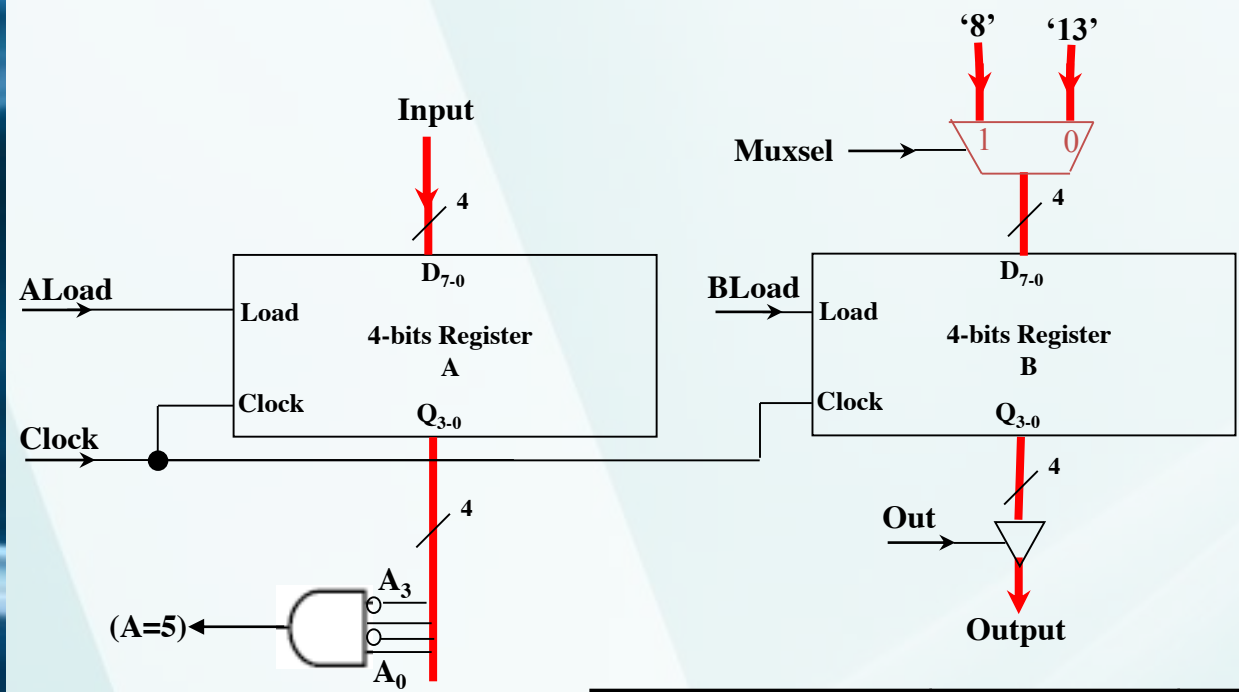 ‘8’ ‘13’
Input
1 0
Muxsel
4
4
D7-0
D7-0
ALoad
BLoad
Load
Load
4-bits Register
A
4-bits Register
B
Clock
Clock
Q3-0
Q3-0
Clock
4
4
Out
A3
(A=5)
Output
A0